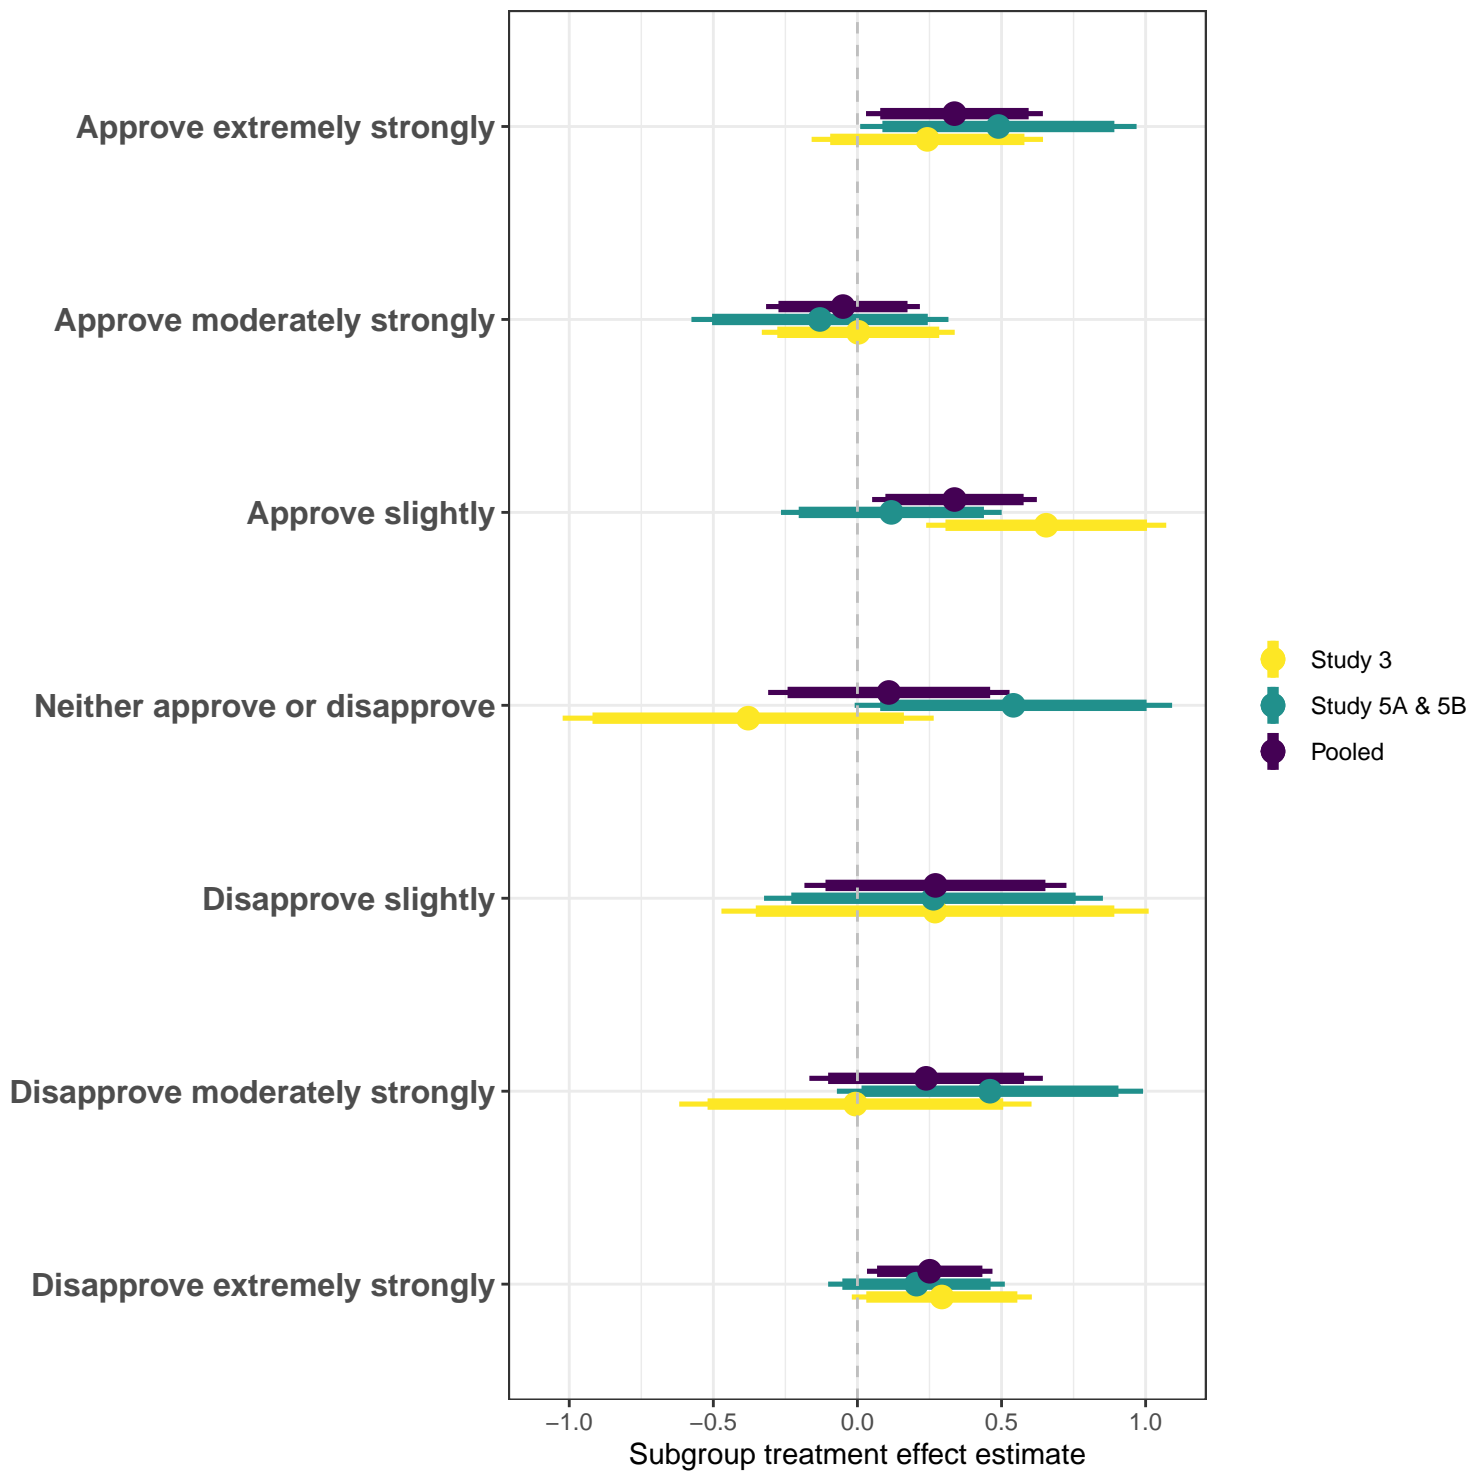 Approve extremely strongly
Approve moderately strongly
Approve slightly
Neither approve or disapprove
Disapprove slightly
Disapprove moderately strongly
Disapprove extremely strongly
Study 3
Study 5A & 5B
Pooled
−1.0 −0.5 0.0 0.5 1.0
Subgroup treatment effect estimate